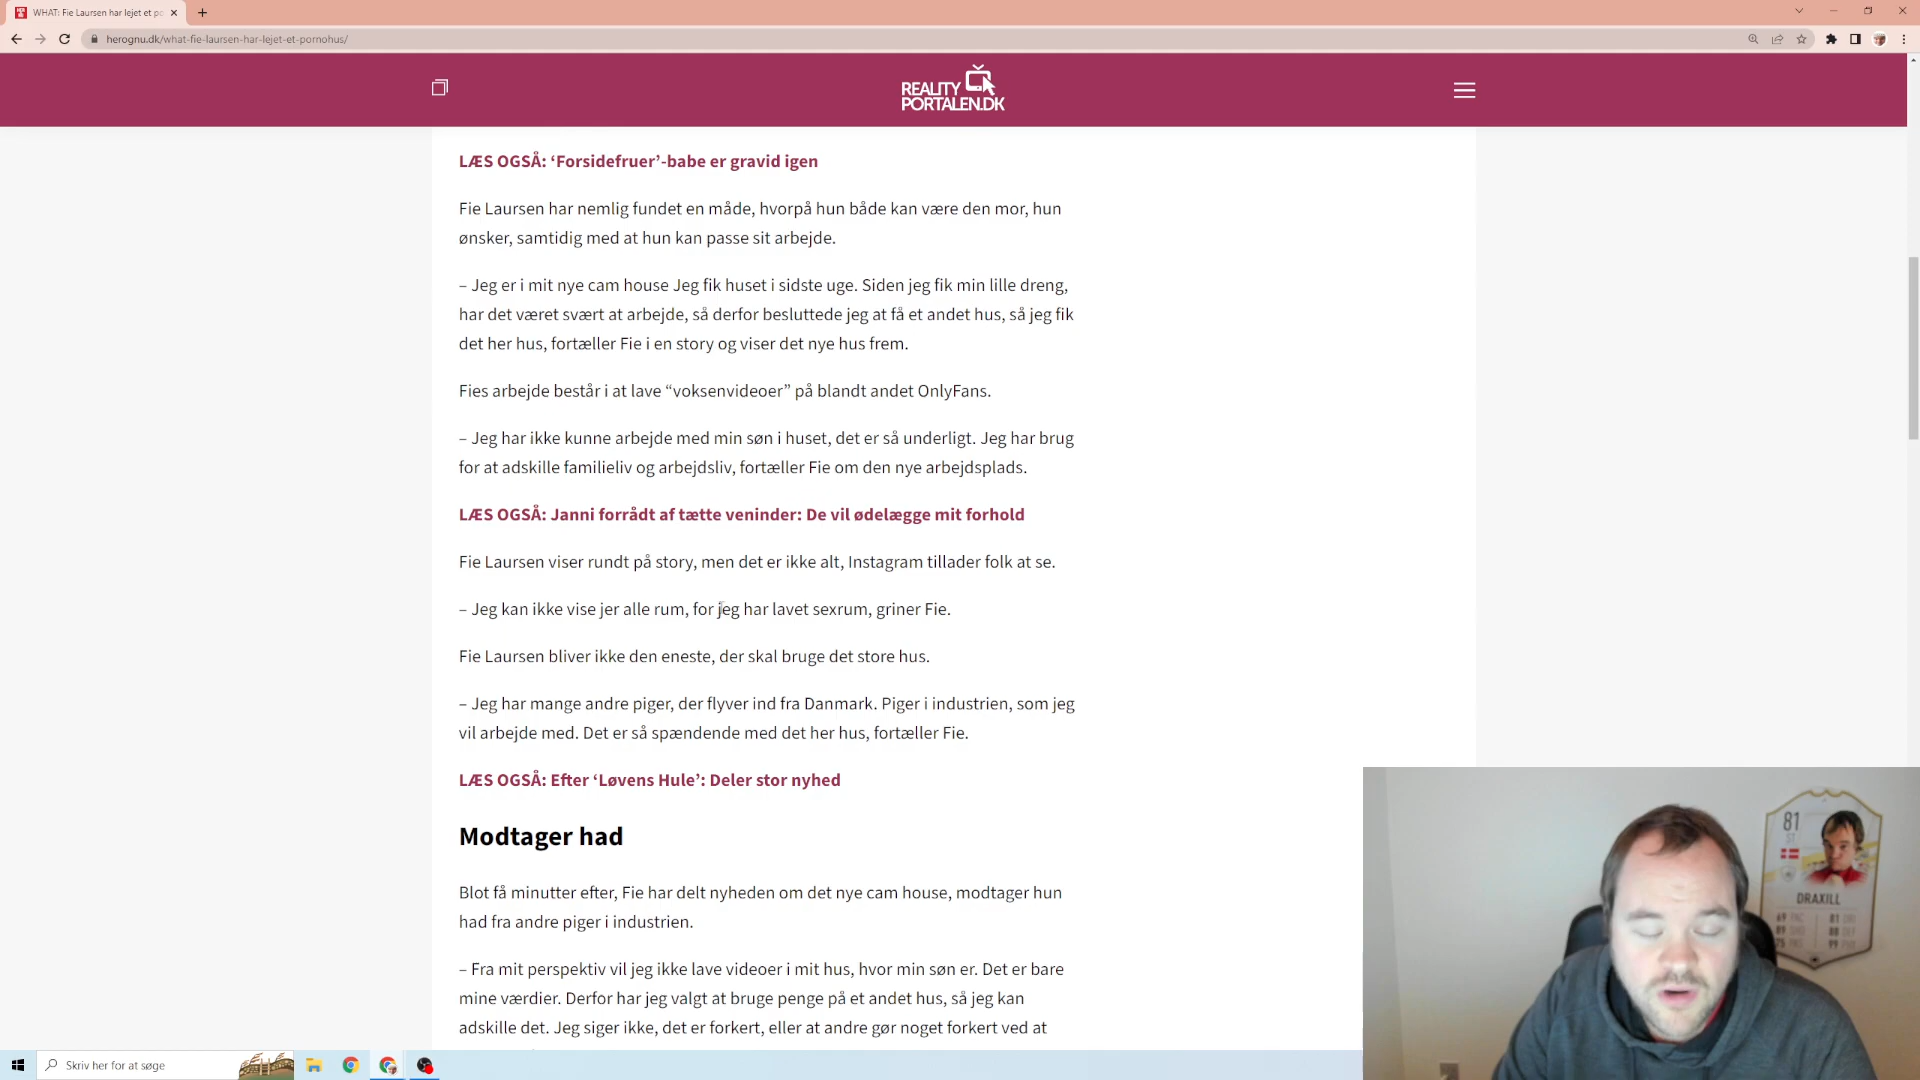 WHAT: Fie Laursen har lejet et po
herognu.dk/what-fie-laursen-har-lejet-et-pornohus/
REALITY
PORTALEN.DK
LÆS OGSÅ: ‘Forsidefruer’-babe er gravid igen
Fie Laursen har nemlig fundet en måde, hvorpå hun både kan være den mor, hun
ønsker, samtidig med at hun kan passe sit arbejde.
– Jeg er i mit nye cam house Jeg fik huset i sidste uge. Siden jeg fik min lille dreng,
har det været svært at arbejde, så derfor besluttede jeg at få et andet hus, så jeg fik
det her hus, fortæller Fie i en story og viser det nye hus frem.
Fies arbejde består i at lave “voksenvideoer” på blandt andet OnlyFans.
– Jeg har ikke kunne arbejde med min søn i huset, det er så underligt. Jeg har brug
for at adskille familieliv og arbejdsliv, fortæller Fie om den nye arbejdsplads.
LÆS OGSÅ: Janni forrådt af tætte veninder: De vil ødelægge mit forhold
Fie Laursen viser rundt på story, men det er ikke alt, Instagram tillader folk at se.
– Jeg kan ikke vise jer alle rum, for jeg har lavet sexrum, griner Fie.
Fie Laursen bliver ikke den eneste, der skal bruge det store hus.
– Jeg har mange andre piger, der flyver ind fra Danmark. Piger i industrien, som jeg
vil arbejde med. Det er så spændende med det her hus, fortæller Fie.
LÆS OGSÅ: Efter ‘Løvens Hule’: Deler stor nyhed
Modtager had
Blot få minutter efter, Fie har delt nyheden om det nye cam house, modtager hun
had fra andre piger i industrien.
– Fra mit perspektiv vil jeg ikke lave videoer i mit hus, hvor min søn er. Det er bare
mine værdier. Derfor har jeg valgt at bruge penge på et andet hus, så jeg kan
adskille det. Jeg siger ikke, det er forkert, eller at andre gør noget forkert ved at
81
ST
DRAXILL
Skriv her for at søge